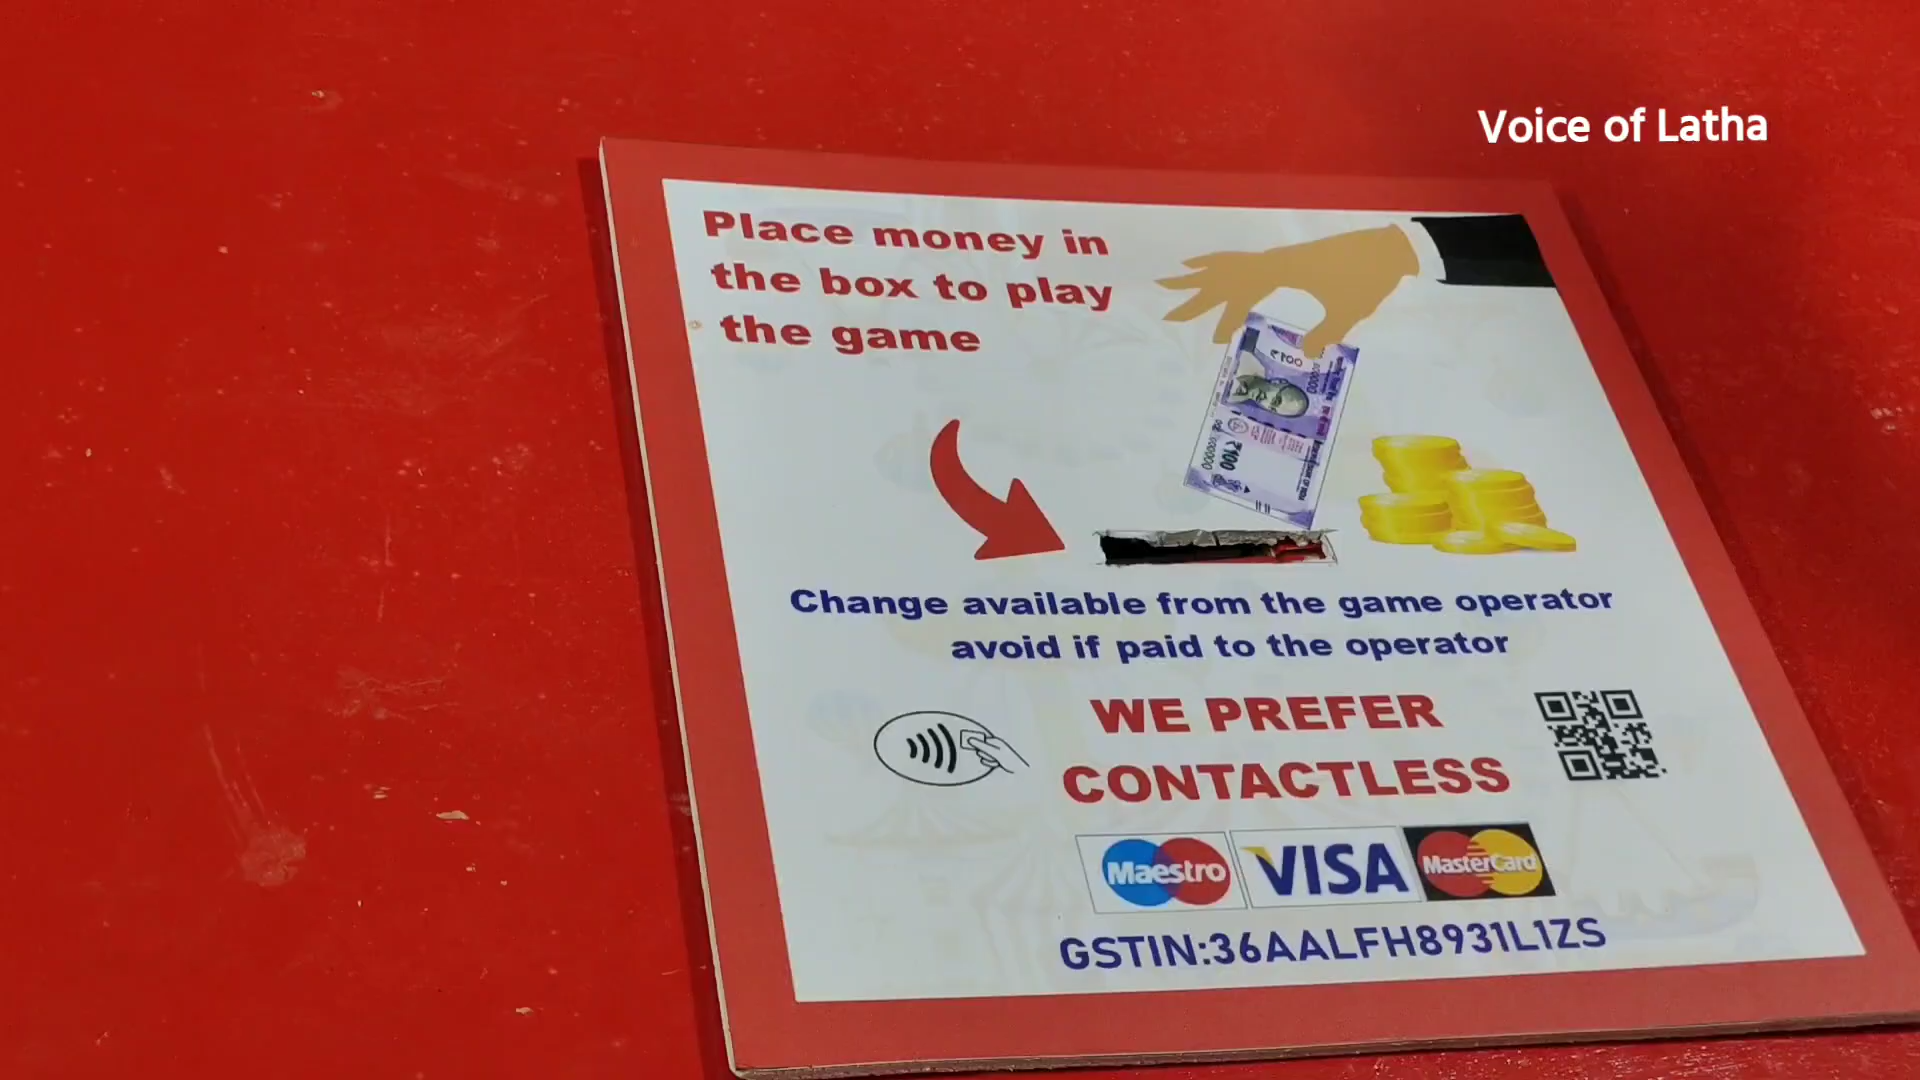 Voice of Latha
Place money in
the box to play
the game
₹100
Change available from the game operator
avoid if paid to the operator
WE PREFER
CONTACTLESS
Maestro VISA MasterCard
GSTIN:36AALFH8931L1ZS